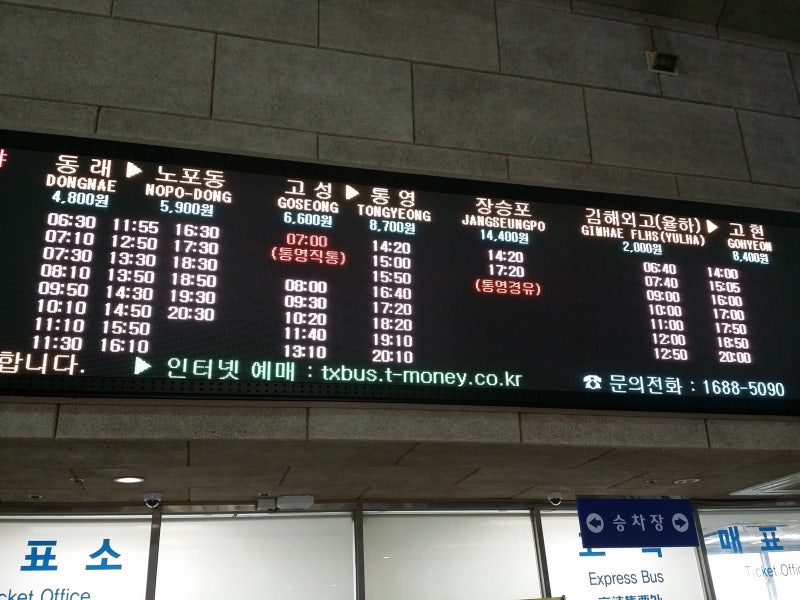 동래 ▶ 노포동
DONGNAE NOPO-DONG
4,800원 5,900원
06:30 11:55 16:30
07:10 12:50 17:30
07:30 13:30 18:30
08:10 13:50 18:50
09:50 14:30 19:30
10:10 14:50 20:30
11:10 15:50
11:30 16:10
고성 ▶ 통영
GOSEONG TONGYEONG
6,600원 8,700원
07:00 14:20
(통영직통) 15:00
08:00 15:50
09:30 16:40
10:20 17:20
11:40 18:20
13:10 19:10
20:10
장승포
JANGSEUNGPO
14,400원
14:20
17:20
(통영경유)
김해외고(율하) ▶ 고현
GIMHAE FLHS(YULHA) GOHYEON
2,000원 8,400원
06:40 14:00
07:40 15:05
09:00 16:00
10:00 17:00
11:00 17:50
12:00 18:50
12:50 20:00
합니다. ▶ 인터넷 예매 : txbus.t-money.co.kr ☎ 문의전화 : 1688-5090
승차장
표소
cket Office
Express Bus
매표
Ticket Offi